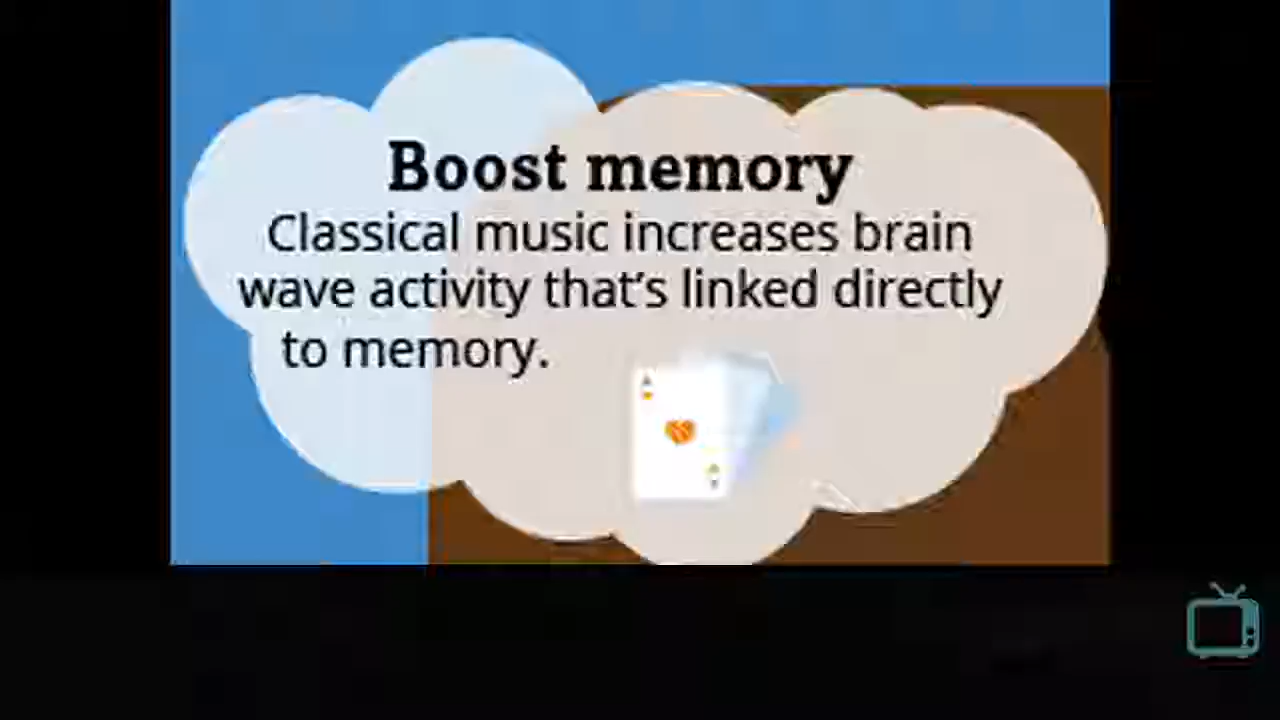 Boost memory
Classical music increases brain
wave activity that’s linked directly
to memory.